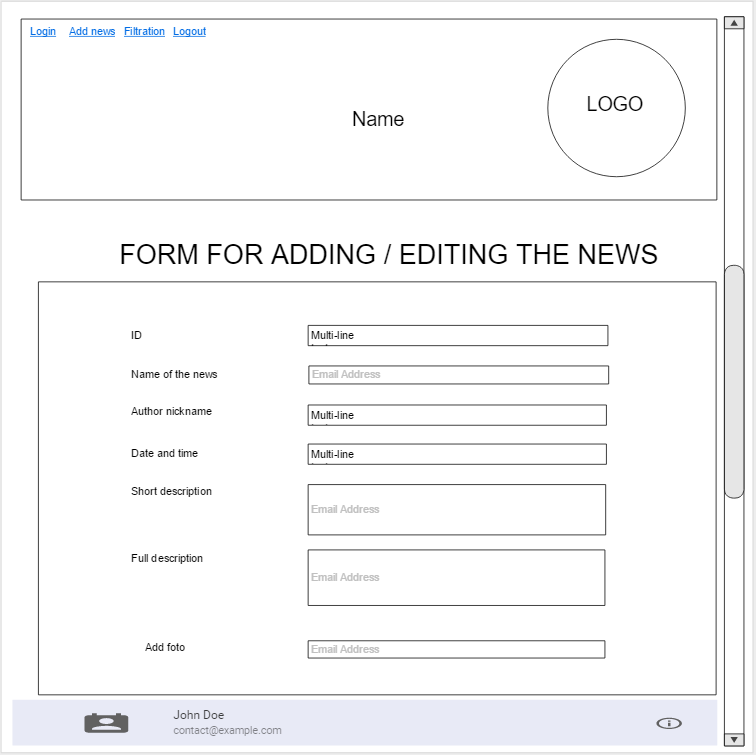 Login Add news Filtration Logout
LOGO
Name
FORM FOR ADDING / EDITING THE NEWS
ID Multi-line
Name of the news Email Address
Author nickname Multi-line
Date and time Multi-line
Short description
Email Address
Full description
Email Address
Add foto Email Address
John Doe
contact@example.com